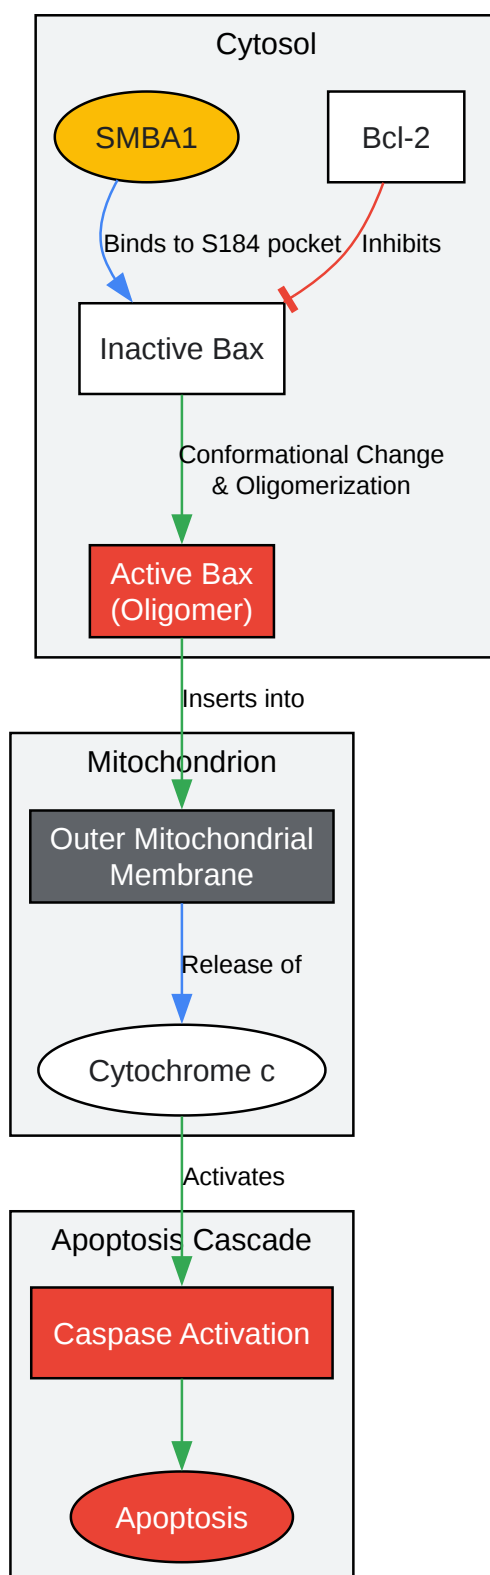 Cytosol
SMBA1
Bcl-2
Binds to S184 pocket
Inhibits
Inactive Bax
Conformational Change
& Oligomerization
Active Bax
(Oligomer)
Inserts into
Mitochondrion
Outer Mitochondrial
Membrane
Release of
Cytochrome c
Activates
Apoptosis Cascade
Caspase Activation
Apoptosis